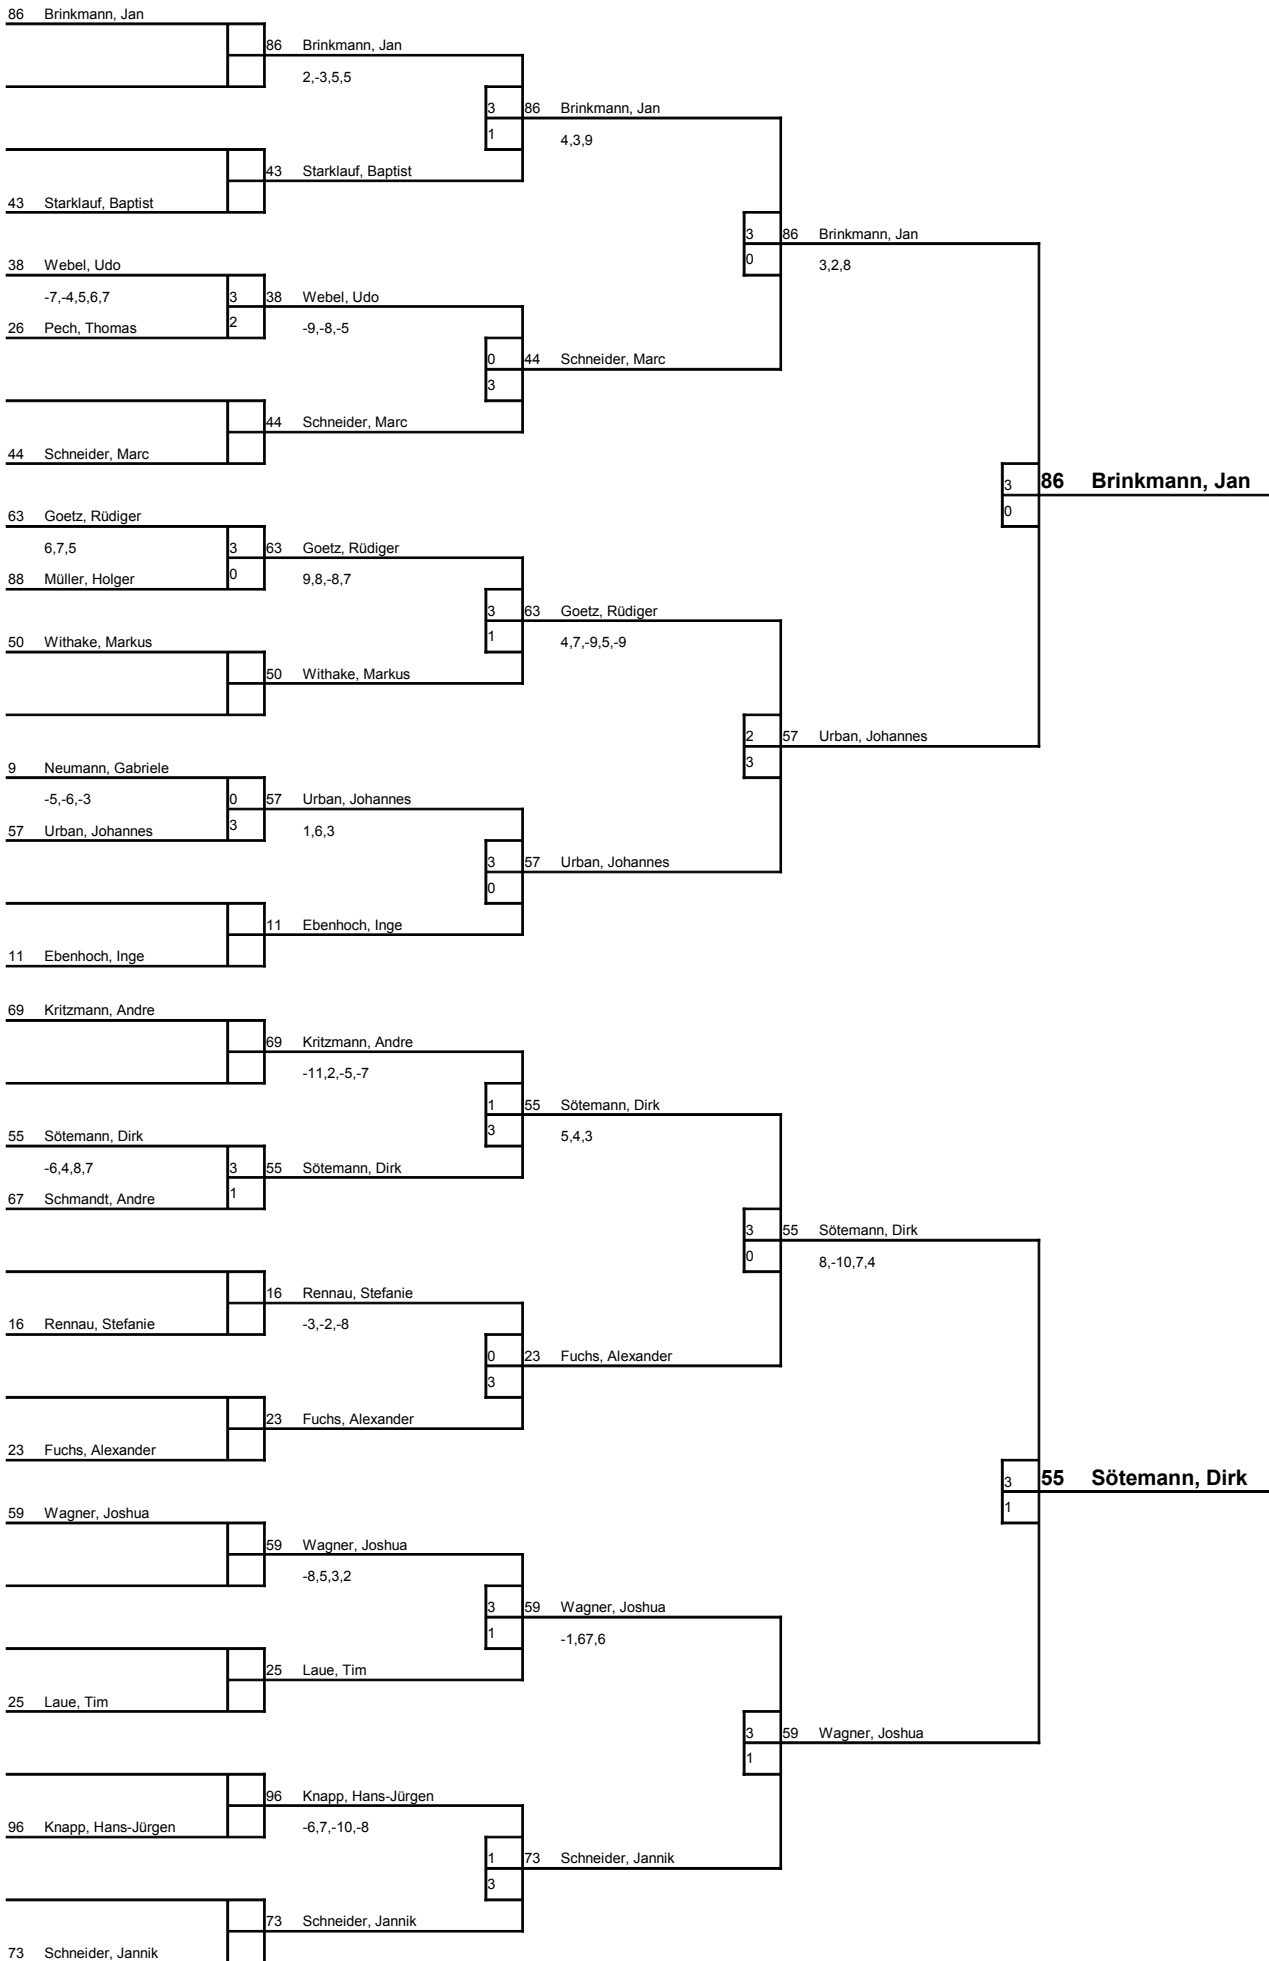 86 Brinkmann, Jan
86 Brinkmann, Jan
2,-3,5,5
3 86 Brinkmann, Jan
1 4,3,9
43 Starklauf, Baptist
43 Starklauf, Baptist
3 86 Brinkmann, Jan
0 3,2,8
38 Webel, Udo
-7,-4,5,6,7 3 38 Webel, Udo
26 Pech, Thomas 2 -9,-8,-5
0 44 Schneider, Marc
3
44 Schneider, Marc
44 Schneider, Marc
3 86 Brinkmann, Jan
0
63 Goetz, Rüdiger
6,7,5 3 63 Goetz, Rüdiger
88 Müller, Holger 0 9,8,-8,7
3 63 Goetz, Rüdiger
1 4,7,-9,5,-9
50 Withake, Markus
50 Withake, Markus
2 57 Urban, Johannes
3
9 Neumann, Gabriele
-5,-6,-3 0 57 Urban, Johannes
57 Urban, Johannes 3 1,6,3
3 57 Urban, Johannes
0
11 Ebenhoch, Inge
11 Ebenhoch, Inge
69 Kritzmann, Andre
69 Kritzmann, Andre
-11,2,-5,-7
1 55 Sötemann, Dirk
3 5,4,3
55 Sötemann, Dirk
-6,4,8,7 3 55 Sötemann, Dirk
67 Schmandt, Andre 1
3 55 Sötemann, Dirk
0 8,-10,7,4
16 Rennau, Stefanie
16 Rennau, Stefanie -3,-2,-8
0 23 Fuchs, Alexander
3
23 Fuchs, Alexander
23 Fuchs, Alexander
3 55 Sötemann, Dirk
1
59 Wagner, Joshua
59 Wagner, Joshua
-8,5,3,2
3 59 Wagner, Joshua
1 -1,67,6
25 Laue, Tim
25 Laue, Tim
3 59 Wagner, Joshua
1
96 Knapp, Hans-Jürgen
96 Knapp, Hans-Jürgen -6,7,-10,-8
1 73 Schneider, Jannik
3
73 Schneider, Jannik
73 Schneider, Jannik